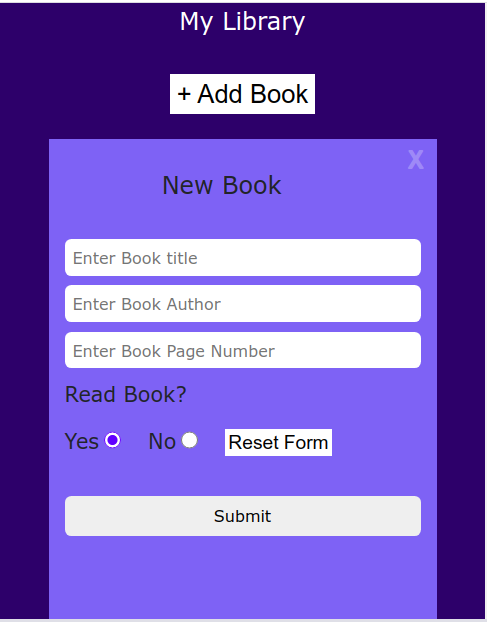 My Library
+ Add Book
X
New Book
Enter Book title
Enter Book Author
Enter Book Page Number
Read Book?
Yes No Reset Form
Submit